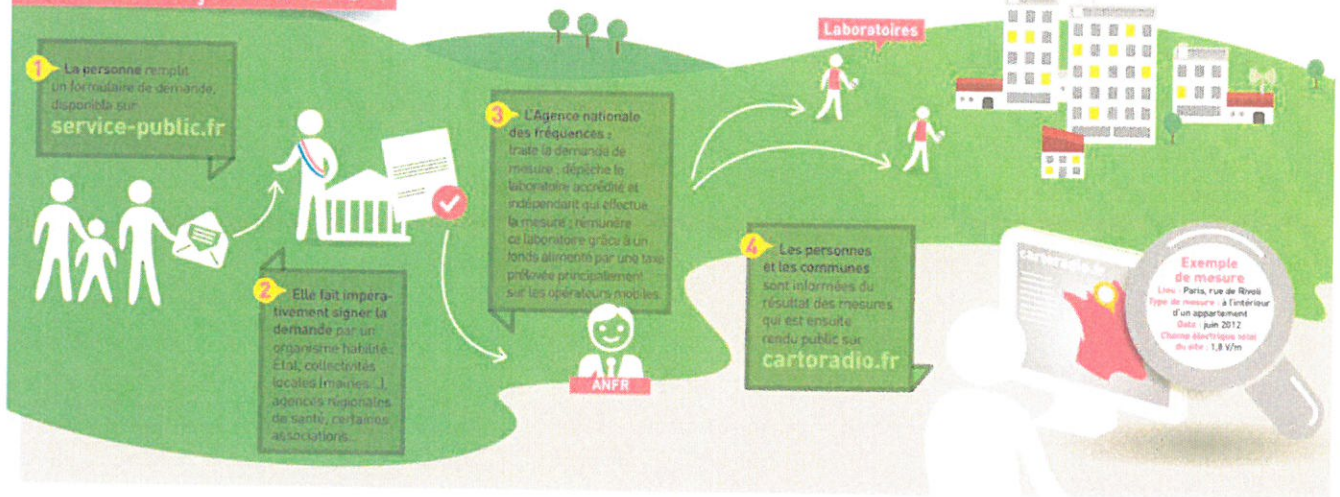 1 La personne remplit
un formulaire de demande,
disponible sur
service-public.fr
2 Elle fait impéra-
tivement signer la
demande par un
organisme habilité :
État, collectivités
locales (mairies...),
agences régionales
de santé, certaines
associations...
3 L'Agence nationale
des fréquences :
traite la demande de
mesure ; dépêche le
laboratoire accrédité et
indépendant qui effectue
la mesure ; rémunère
ce laboratoire grâce à un
fonds alimenté par une taxe
prélevée principalement
sur les opérateurs mobiles.
ANFR
Laboratoires
4 Les personnes
et les communes
sont informées du
résultat des mesures
qui est ensuite
rendu public sur
cartoradio.fr
cartoradio.fr
Exemple
de mesure
Lieu : Paris, rue de Rivoli
Type de mesure : à l'intérieur
d'un appartement
Date : juin 2012
Champ électrique total
du site : 1,8 V/m